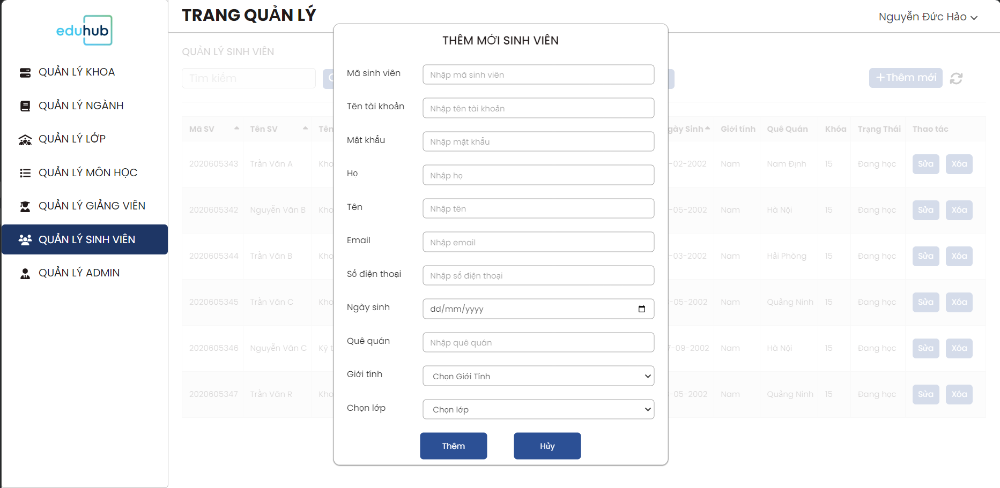 eduhub
QUẢN LÝ KHOA
QUẢN LÝ NGÀNH
QUẢN LÝ LỚP
QUẢN LÝ MÔN HỌC
QUẢN LÝ GIẢNG VIÊN
QUẢN LÝ SINH VIÊN
QUẢN LÝ ADMIN
TRANG QUẢN LÝ
Nguyễn Đức Hảo
QUẢN LÝ SINH VIÊN
Tìm kiếm
+Thêm mới
Mã SV Tên SV Tên gày Sinh Giới tính Quê Quán Khóa Trạng Thái Thao tác
2020605343 Trần Văn A Kho -02-2002 Nam Nam Định 15 Đang học Sửa Xóa
2020605342 Nguyễn Văn B Kho -05-2002 Nam Hà Nội 15 Đang học Sửa Xóa
2020605344 Trần Văn B Kho -03-2002 Nam Hải Phòng 15 Đang học Sửa Xóa
2020605345 Trần Văn C Kho -05-2002 Nam Quảng Ninh 15 Đang học Sửa Xóa
2020605346 Nguyễn Văn C Kỹ t 7-09-2002 Nam Hà Nội 15 Đang học Sửa Xóa
2020605347 Trần Văn R Kho -05-2002 Nam Quảng Ninh 15 Đang học Sửa Xóa
THÊM MỚI SINH VIÊN
Mã sinh viên Nhập mã sinh viên
Tên tài khoản Nhập tên tài khoản
Mật khẩu Nhập mật khẩu
Họ Nhập họ
Tên Nhập tên
Email Nhập email
Số điện thoại Nhập số điện thoại
Ngày sinh dd/mm/yyyy
Quê quán Nhập quê quán
Giới tính Chọn Giới Tính
Chọn lớp Chọn lớp
Thêm Hủy